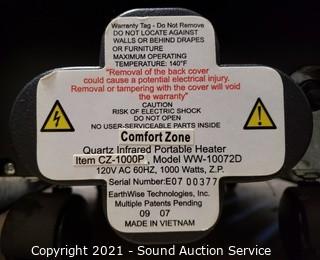 Warranty Tag - Do Not Remove
DO NOT LOCATE AGAINST
WALLS OR BEHIND DRAPES
OR FURNITURE
MAXIMUM OPERATING
TEMPERATURE: 140°F
"Removal of the back cover
could cause a potential electrical injury.
Removal or tampering with the cover will void
the warranty"
CAUTION
RISK OF ELECTRIC SHOCK
DO NOT OPEN
NO USER-SERVICEABLE PARTS INSIDE
Comfort Zone
Quartz Infrared Portable Heater
Item CZ-1000P, Model WW-10072D
120V AC 60HZ, 1000 Watts, Z.P.
Serial Number: E07 00377
EarthWise Technologies, Inc.
Multiple Patents Pending
09 07
MADE IN VIETNAM
Copyright 2021 - Sound Auction Service